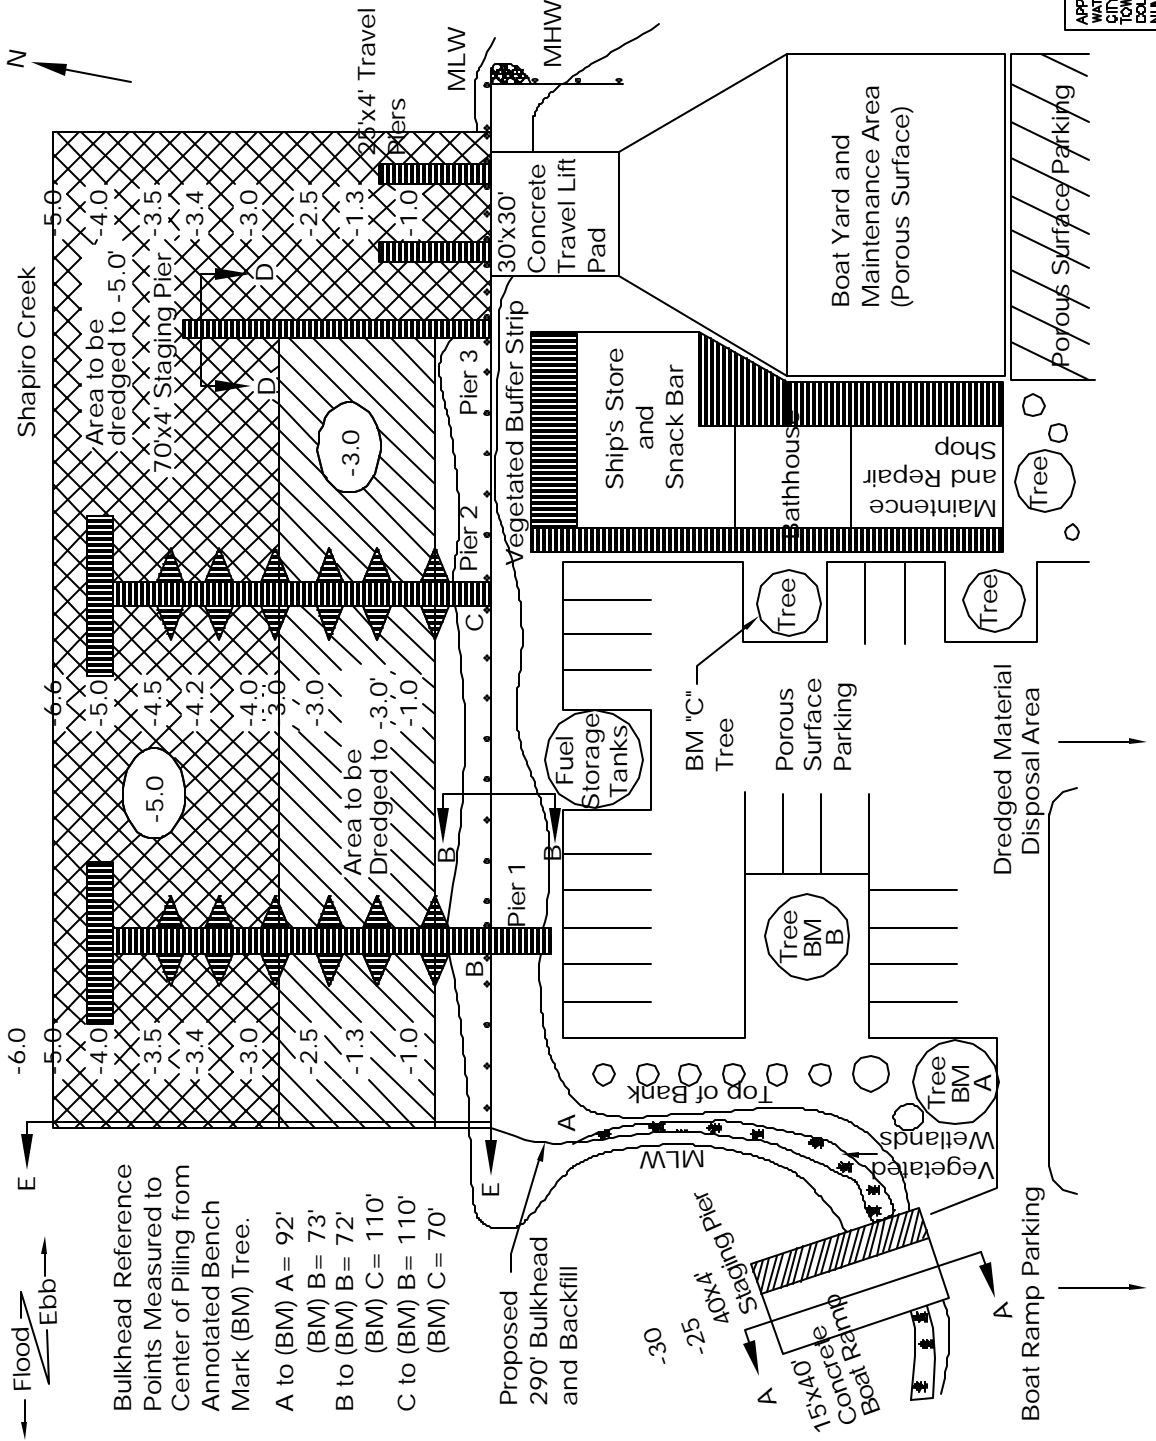 N
Shapiro Creek
Flood
Ebb
E
E
-6.0
-5.0
-4.0
-3.5
-3.4
-3.0
-2.5
-1.3
-1.0
-5.0
-6.6
-5.0
-4.5
-4.2
-4.0
-3.0
-3.0
-1.0
Area to be
dredged to -5.0'
70'x4' Staging Pier
D
D
-5.0
-4.0
-3.5
-3.4
-3.0
-2.5
-1.3
-1.0
25'x4' Travel
Piers
MLW
MHW
-3.0
Area to be
Dredged to -3.0'
B
B
Pier 1
B
C
Pier 2
Pier 3
Vegetated Buffer Strip
30'x30'
Concrete
Travel Lift
Pad
Boat Yard and
Maintenance Area
(Porous Surface)
Porous Surface Parking
Ship's Store
and
Snack Bar
Bathhouse
Maintence
and Repair
Shop
Tree
Tree
Tree
BM "C"
Tree
Fuel
Storage
Tanks
Porous
Surface
Parking
Dredged Material
Disposal Area
Tree
BM
B
Tree
BM
A
Top of Bank
A
MLW
Vegetated
Wetlands
Bulkhead Reference
Points Measured to
Center of Piling from
Annotated Bench
Mark (BM) Tree.
A to (BM) A= 92'
(BM) B= 73'
B to (BM) B= 72'
(BM) C= 110'
C to (BM) B= 110'
(BM) C= 70'
Proposed
290' Bulkhead
and Backfill
-30
-25
40'x4'
Staging Pier
A
A
15'x40'
Concrete
Boat Ramp
Boat Ramp Parking
APP
WAT
CITY
TOW